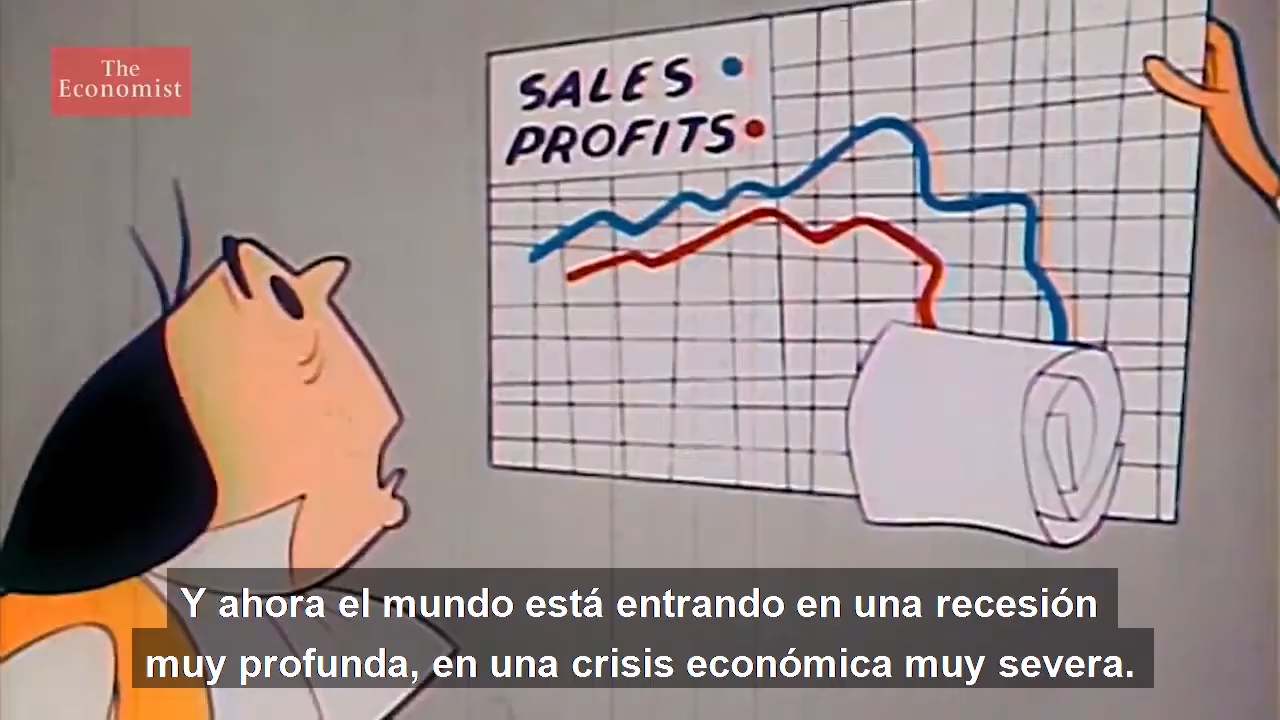 The
Economist
SALES
PROFITS
Y ahora el mundo está entrando en una recesión
muy profunda, en una crisis económica muy severa.